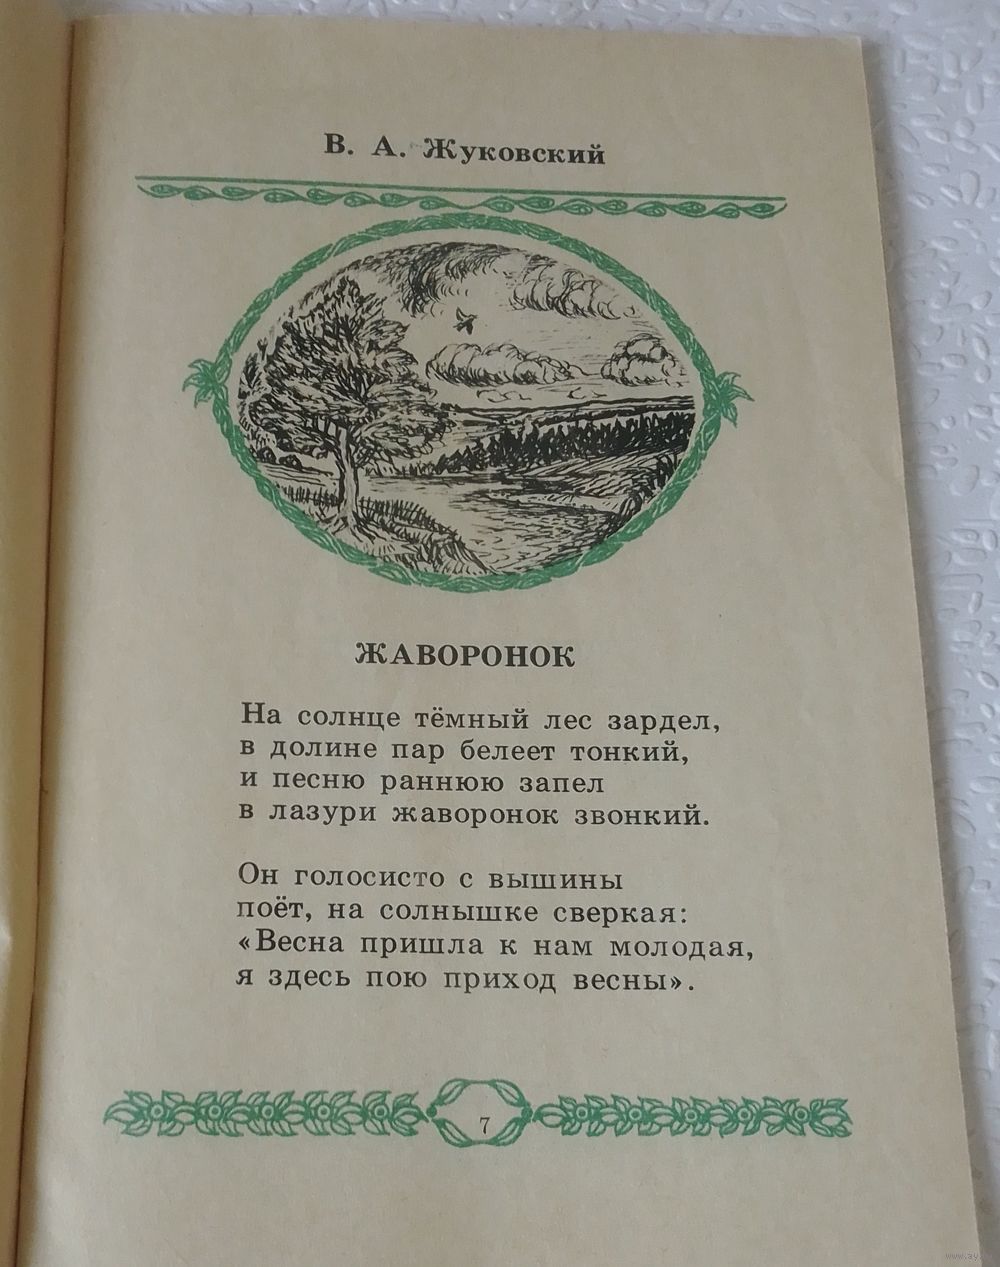 В. А. Жуковский
ЖАВОРОНОК
На солнце тёмный лес зардел,
в долине пар белеет тонкий,
и песню раннюю запел
в лазури жаворонок звонкий.
Он голосисто с вышины
поёт, на солнышке сверкая:
«Весна пришла к нам молодая,
я здесь пою приход весны».
7